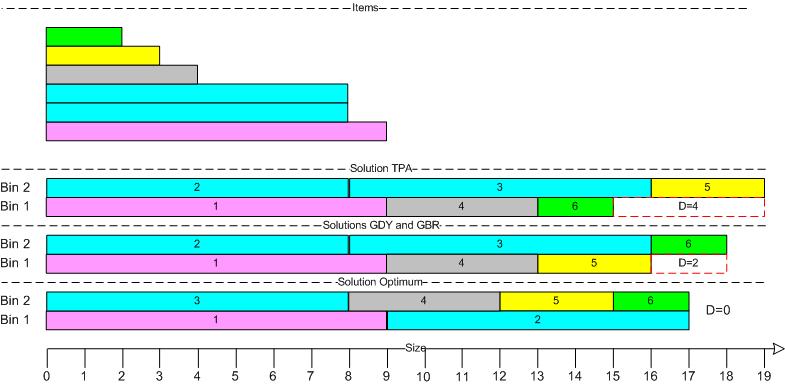 Items
Solution TPA
Bin 2 2 3 5
Bin 1 1 4 6 D=4
Solutions GDY and GBR
Bin 2 2 3 6
Bin 1 1 4 5 D=2
Solution Optimum
Bin 2 3 4 5 6 D=0
Bin 1 1 2
Size
0 1 2 3 4 5 6 7 8 9 10 11 12 13 14 15 16 17 18 19